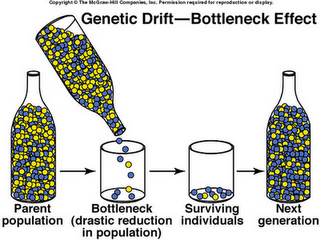 Copyright © The McGraw-Hill Companies, Inc. Permission required for reproduction or display.
Genetic Drift—Bottleneck Effect
Parent
population
Bottleneck
(drastic reduction
in population)
Surviving
individuals
Next
generation